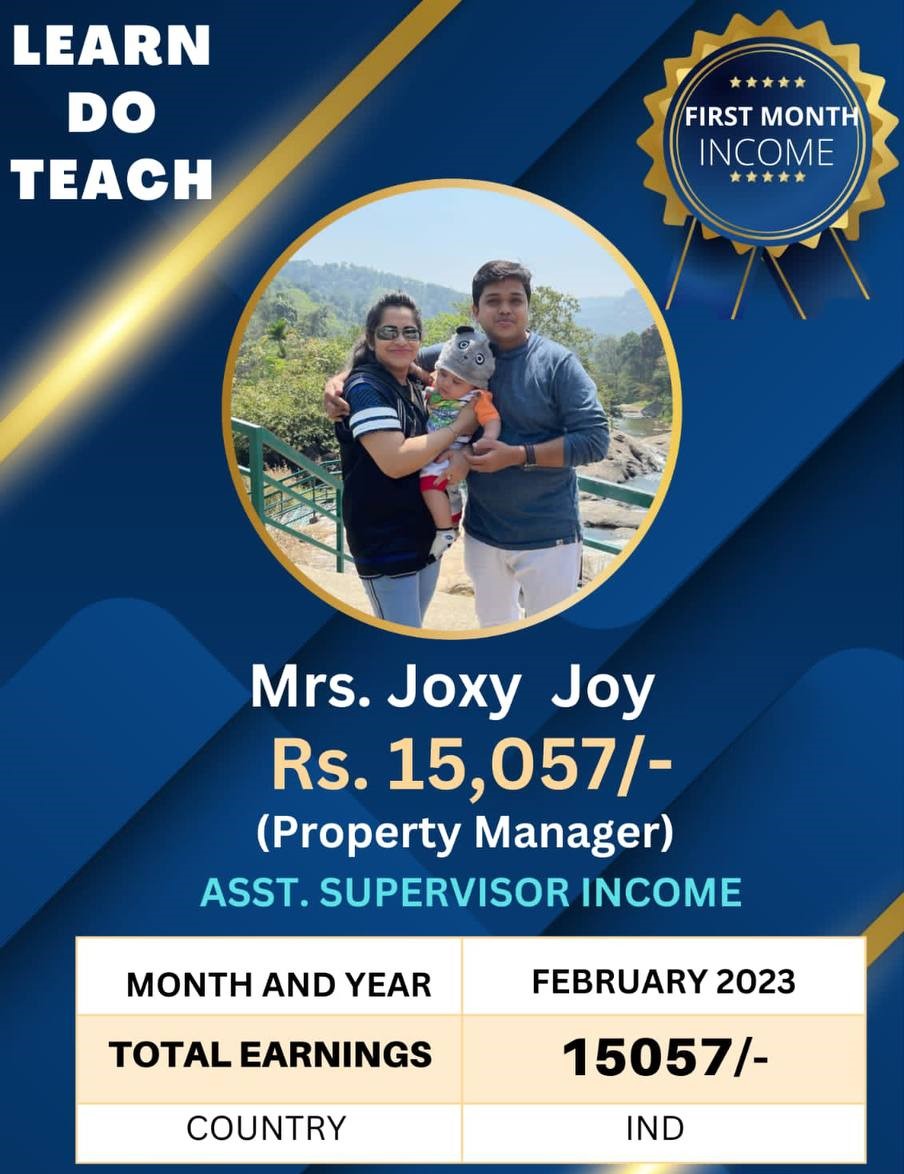 LEARN
DO
TEACH
FIRST MONTH
INCOME
Mrs. Joxy Joy
Rs. 15,057/-
(Property Manager)
ASST. SUPERVISOR INCOME
MONTH AND YEAR FEBRUARY 2023
TOTAL EARNINGS 15057/-
COUNTRY IND